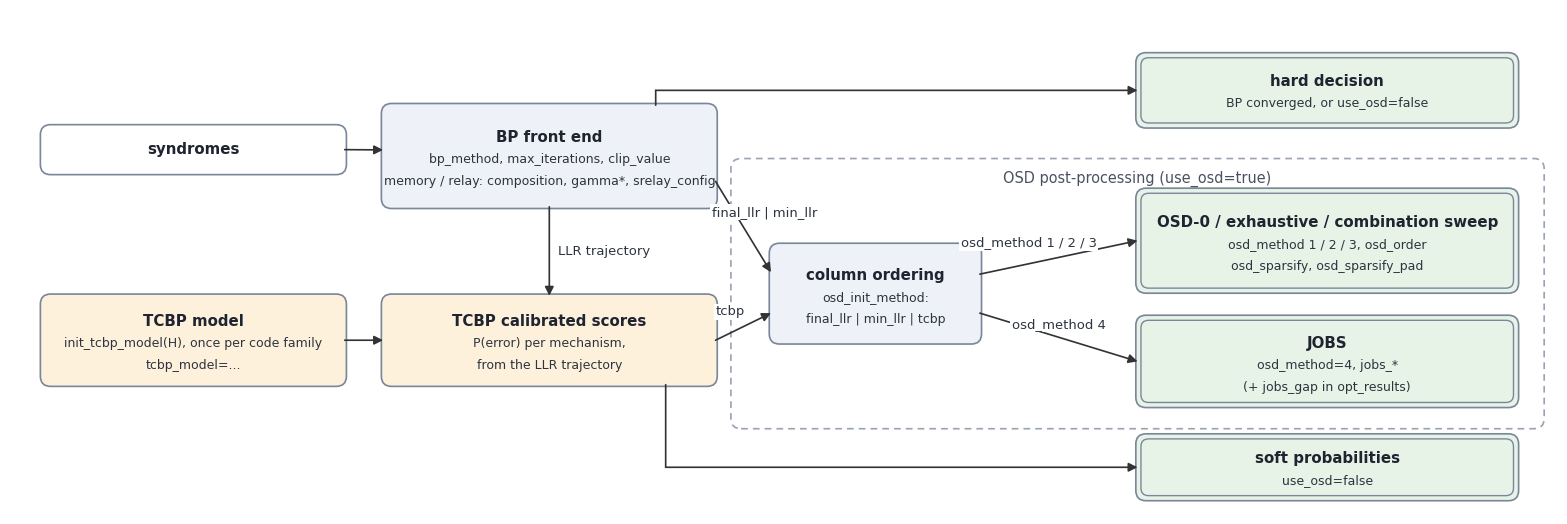 hard decision
BP converged, or use_osd=false
syndromes
BP front end
bp_method, max_iterations, clip_value
memory / relay: composition, gamma*, srelay_config
OSD post-processing (use_osd=true)
final_llr | min_llr
LLR trajectory
osd_method 1 / 2 / 3
OSD-0 / exhaustive / combination sweep
osd_method 1 / 2 / 3, osd_order
osd_sparsify, osd_sparsify_pad
column ordering
osd_init_method:
final_llr | min_llr | tcbp
TCBP model
init_tcbp_model(H), once per code family
tcbp_model=...
TCBP calibrated scores
P(error) per mechanism,
from the LLR trajectory
tcbp
osd_method 4
JOBS
osd_method=4, jobs_*
(+ jobs_gap in opt_results)
soft probabilities
use_osd=false